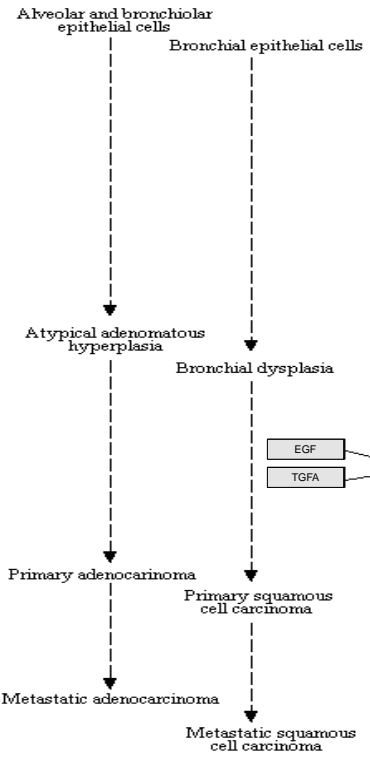 Alveolar and bronchiolar
epithelial cells
Bronchial epithelial cells
Atypical adenomatous
hyperplasia
Bronchial dysplasia
EGF
TGFA
Primary adenocarinoma
Primary squamous
cell carcinoma
Metastatic adenocarcinoma
Metastatic squamous
cell carcinoma